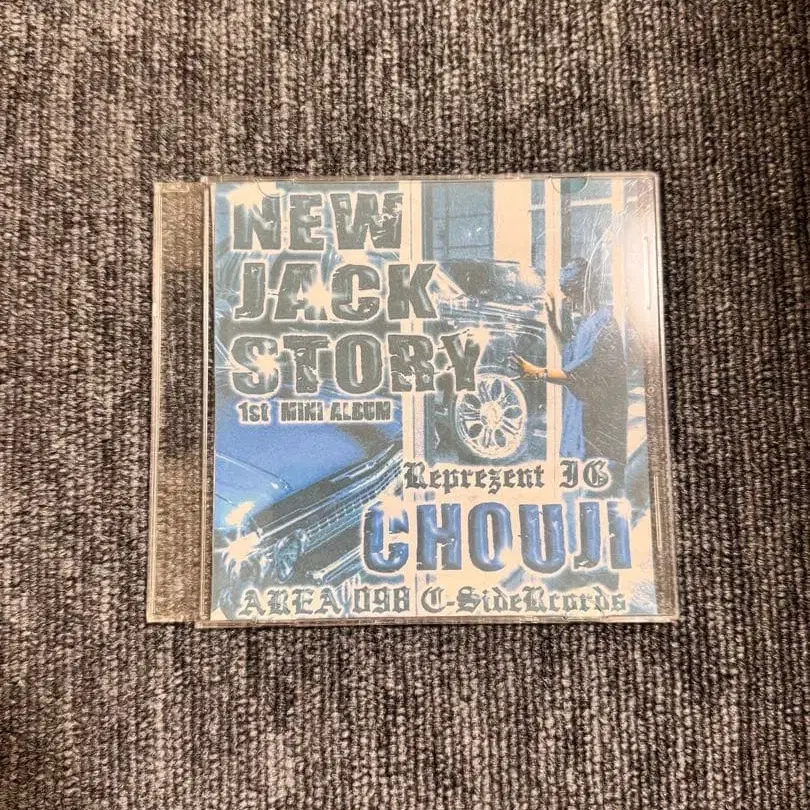 NEW
JACK
STORY
1st MINI ALBUM
Reprezent IG
CHOUJI
AREA 098 C-SideRcords